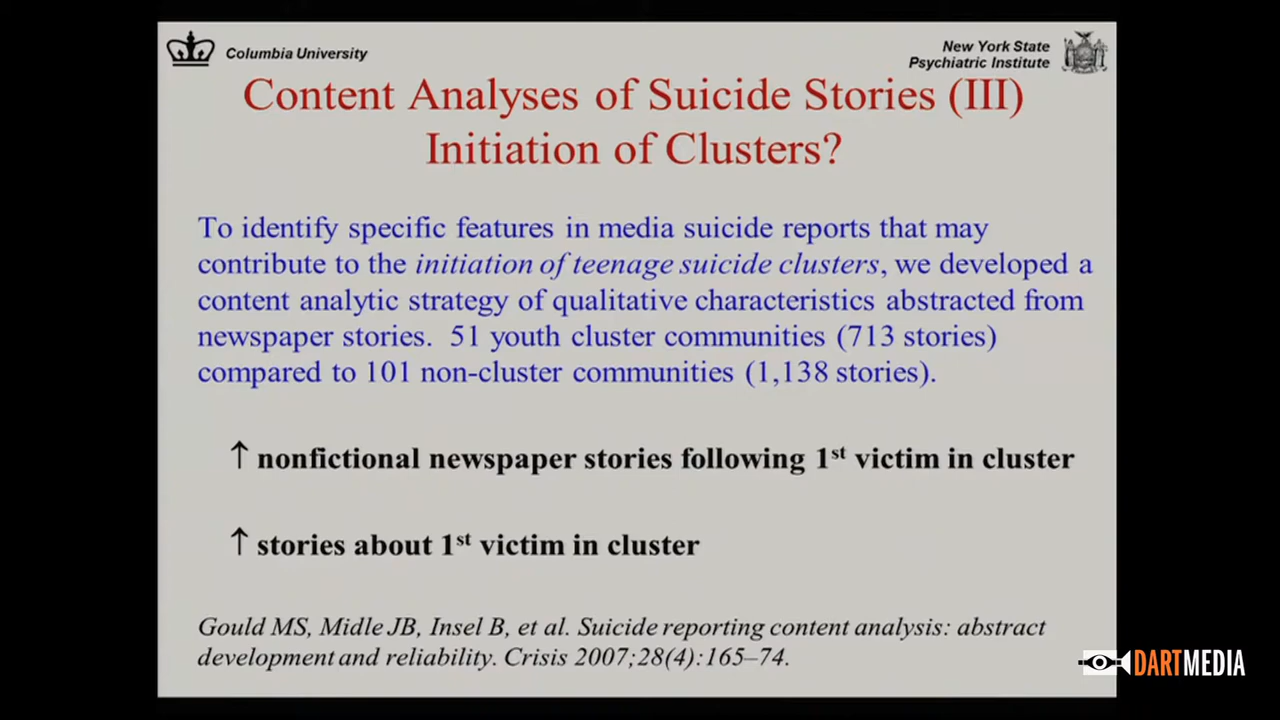 Columbia University
New York State
Psychiatric Institute
Content Analyses of Suicide Stories (III)
Initiation of Clusters?
To identify specific features in media suicide reports that may
contribute to the initiation of teenage suicide clusters, we developed a
content analytic strategy of qualitative characteristics abstracted from
newspaper stories.  51 youth cluster communities (713 stories)
compared to 101 non-cluster communities (1,138 stories).
↑ nonfictional newspaper stories following 1st victim in cluster
↑ stories about 1st victim in cluster
Gould MS, Midle JB, Insel B, et al. Suicide reporting content analysis: abstract
development and reliability. Crisis 2007;28(4):165–74.
DARTMEDIA